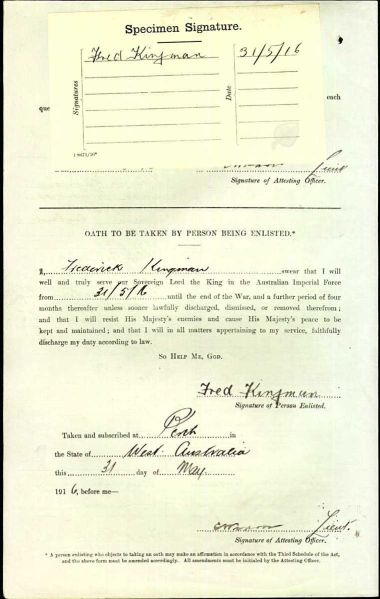 Specimen Signature.
Signatures
Fred Kingman
Date
31/5/16
each
que
Lieut
Signature of Attesting Officer.
OATH TO BE TAKEN BY PERSON BEING ENLISTED.*
I, Frederick Kingman swear that I will
well and truly serve our Sovereign Lord the King in the Australian Imperial Force
from 31/5/16 until the end of the War, and a further period of four
months thereafter unless sooner lawfully discharged, dismissed, or removed therefrom;
and that I will resist His Majesty's enemies and cause His Majesty's peace to be
kept and maintained; and that I will in all matters appertaining to my service, faithfully
discharge my duty according to law.
SO HELP ME, GOD.
Fred Kingman
Signature of Person Enlisted.
Taken and subscribed at Perth in
the State of West Australia
this 31 day of May
1916, before me—
Lieut.
Signature of Attesting Officer.
* A person enlisting who objects to taking an oath may make an affirmation in accordance with the Third Schedule of the Act,
and the above form must be amended accordingly. All amendments must be initialed by the Attesting Officer.